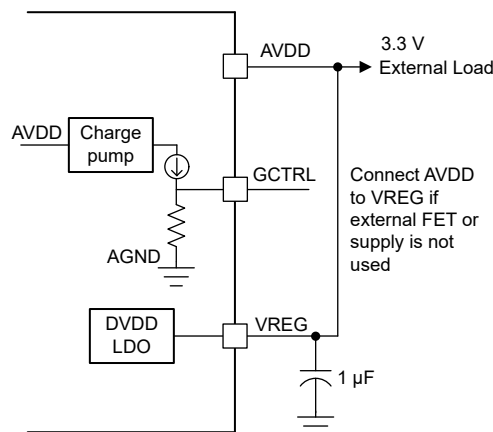 AVDD
3.3 V
External Load
AVDD
Charge
pump
GCTRL
Connect AVDD
to VREG if
external FET or
supply is not
used
AGND
DVDD
LDO
VREG
1 µF